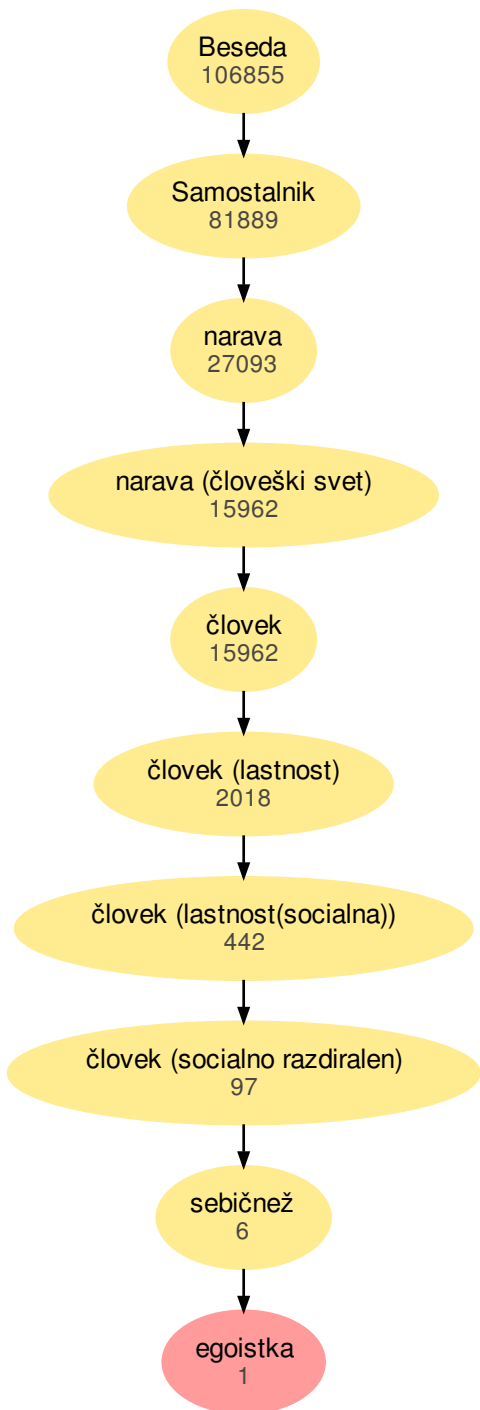 Beseda
106855
Samostalnik
81889
narava
27093
narava (človeški svet)
15962
človek
15962
človek (lastnost)
2018
človek (lastnost(socialna))
442
človek (socialno razdiralen)
97
sebičnež
6
egoistka
1